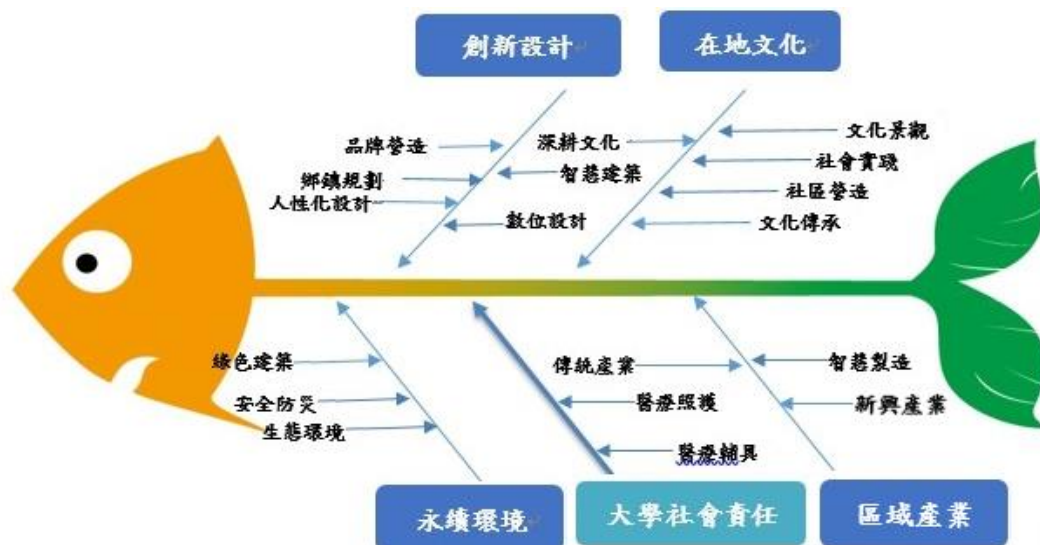 創新設計
在地文化
品牌營造
深耕文化
文化景觀
鄉鎮規劃
智慧建築
社會實踐
人性化設計
社區營造
數位設計
文化傳承
綠色建築
傳統產業
智慧製造
安全防災
醫療照護
新興產業
生態環境
醫療輔具
永續環境
大學社會責任
區域產業